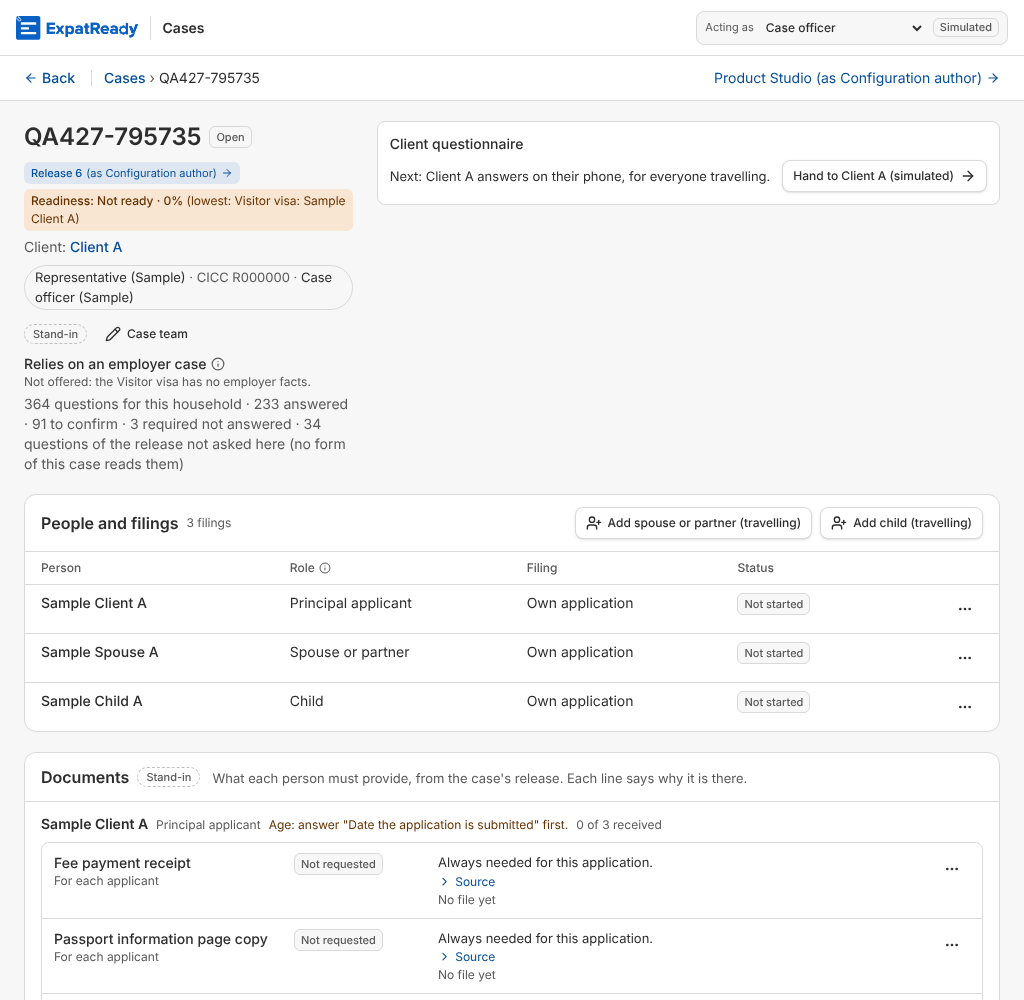 ExpatReady
Cases
Acting as Case officer Simulated
Back Cases › QA427-795735
Product Studio (as Configuration author) →
QA427-795735 Open
Release 6 (as Configuration author) →
Readiness: Not ready · 0% (lowest: Visitor visa: Sample
Client A)
Client: Client A
Representative (Sample) · CICC R000000 · Case
officer (Sample)
Stand-in Case team
Relies on an employer case
Not offered: the Visitor visa has no employer facts.
364 questions for this household · 233 answered
· 91 to confirm · 3 required not answered · 34
questions of the release not asked here (no form
of this case reads them)
Client questionnaire
Next: Client A answers on their phone, for everyone travelling.
Hand to Client A (simulated) →
People and filings 3 filings
Add spouse or partner (travelling)
Add child (travelling)
Person Role Filing Status
Sample Client A Principal applicant Own application Not started
Sample Spouse A Spouse or partner Own application Not started
Sample Child A Child Own application Not started
Documents Stand-in What each person must provide, from the case's release. Each line says why it is there.
Sample Client A Principal applicant Age: answer "Date the application is submitted" first. 0 of 3 received
Fee payment receipt
For each applicant
Not requested
Always needed for this application.
Source
No file yet
Passport information page copy
For each applicant
Not requested
Always needed for this application.
Source
No file yet